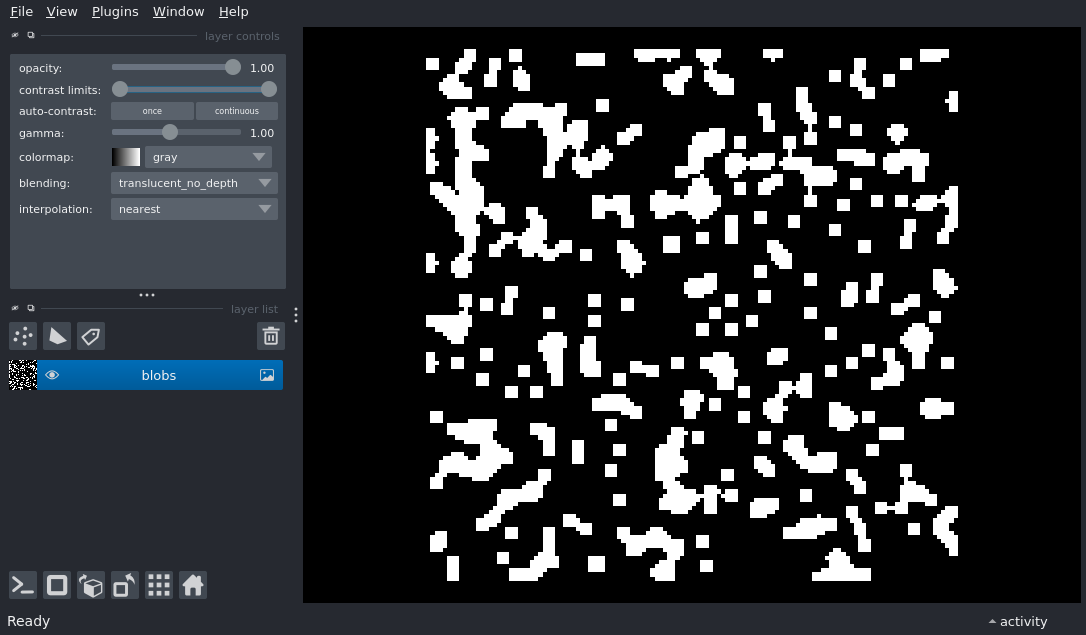 File View Plugins Window Help
layer controls
opacity: 1.00
contrast limits:
auto-contrast: once continuous
gamma: 1.00
colormap: gray
blending: translucent_no_depth
interpolation: nearest
layer list
blobs
Ready
activity